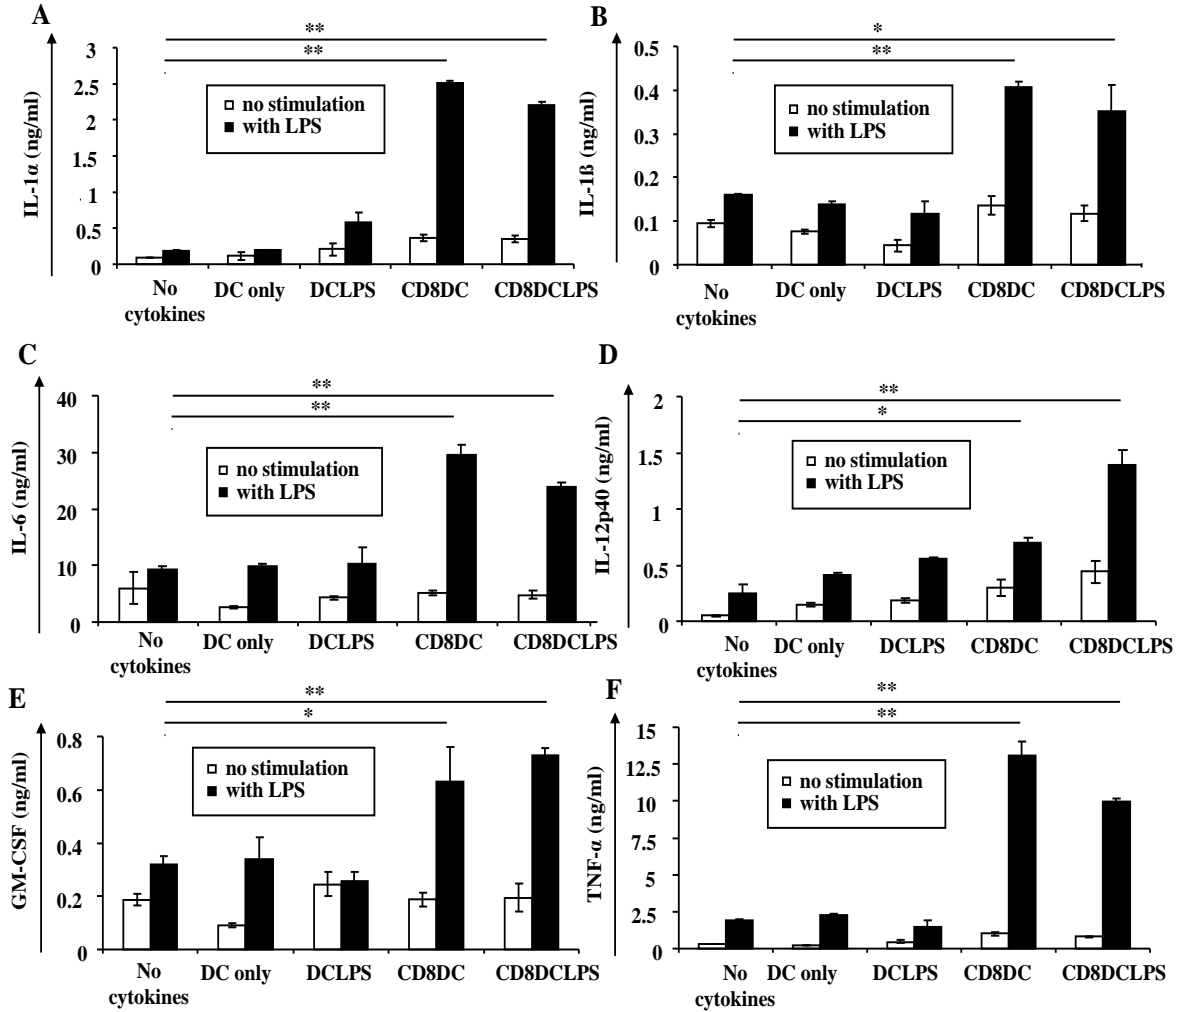 A
**
**
IL-1α (ng/ml)
3
2.5
2
1.5
1
0.5
0
no stimulation
with LPS
No
cytokines
DC only
DCLPS
CD8DC
CD8DCLPS
B
*
**
IL-1ß (ng/ml)
0.5
0.4
0.3
0.2
0.1
0
no stimulation
with LPS
No
cytokines
DC only
DCLPS
CD8DC
CD8DCLPS
C
**
**
IL-6 (ng/ml)
40
30
20
10
0
no stimulation
with LPS
No
cytokines
DC only
DCLPS
CD8DC
CD8DCLPS
D
**
*
IL-12p40 (ng/ml)
2
1.5
1
0.5
0
no stimulation
with LPS
No
cytokines
DC only
DCLPS
CD8DC
CD8DCLPS
E
**
*
GM-CSF (ng/ml)
0.8
0.6
0.4
0.2
0
no stimulation
with LPS
No
cytokines
DC only
DCLPS
CD8DC
CD8DCLPS
F
**
**
TNF-α (ng/ml)
15
12.5
10
7.5
5
2.5
0
no stimulation
with LPS
No
cytokines
DC only
DCLPS
CD8DC
CD8DCLPS